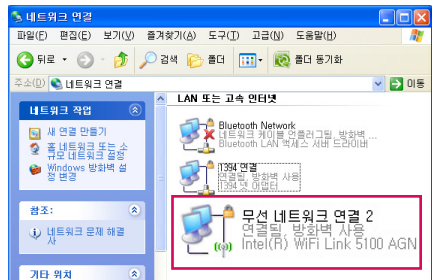 네트워크 연결
파일(F) 편집(E) 보기(V) 즐겨찾기(A) 도구(T) 고급(N) 도움말(H)
뒤로 검색 폴더 폴더 동기화
주소(D) 네트워크 연결 이동
네트워크 작업
새 연결 만들기
홈 네트워크 또는 소
규모 네트워크 설정
Windows 방화벽 설
정 변경
참조:
네트워크 문제 해결
사
기타 위치
LAN 또는 고속 인터넷
Bluetooth Network
네트워크 케이블 언플러그됨, 방화벽 ...
Bluetooth LAN 액세스 서버 드라이버
1394 연결
연결됨, 방화벽 사용
1394 넷 어댑터
무선 네트워크 연결 2
연결됨, 방화벽 사용
Intel(R) WiFi Link 5100 AGN